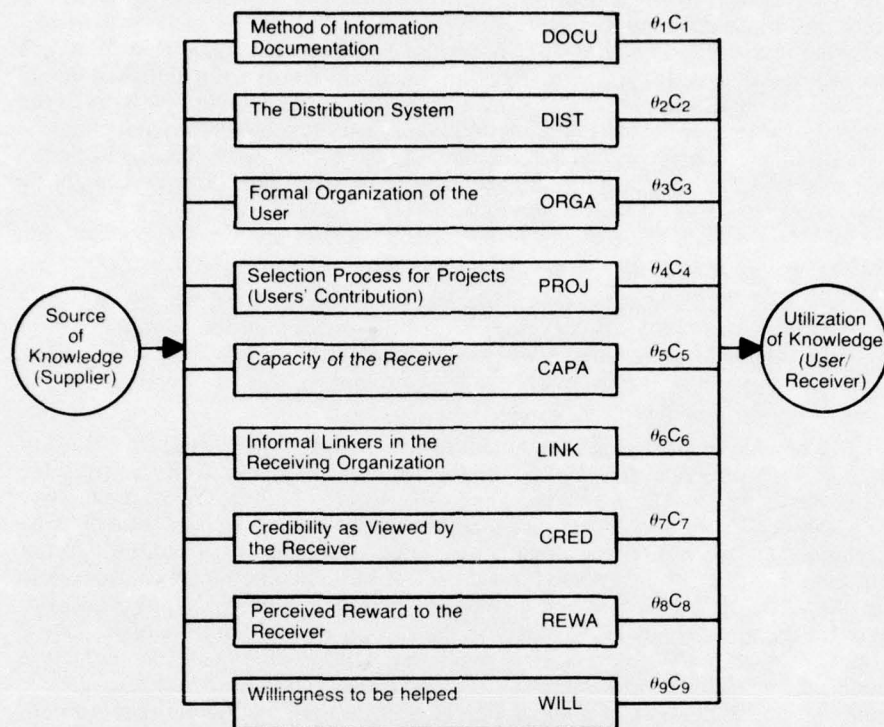 Method of Information
Documentation
DOCU
θ₁C₁
The Distribution System
DIST
θ₂C₂
Formal Organization of the
User
ORGA
θ₃C₃
Selection Process for Projects
(Users' Contribution)
PROJ
θ₄C₄
Source
of
Knowledge
(Supplier)
Capacity of the Receiver
CAPA
θ₅C₅
Utilization
of Knowledge
(User/
Receiver)
Informal Linkers in the
Receiving Organization
LINK
θ₆C₆
Credibility as Viewed by
the Receiver
CRED
θ₇C₇
Perceived Reward to the
Receiver
REWA
θ₈C₈
Willingness to be helped
WILL
θ₉C₉